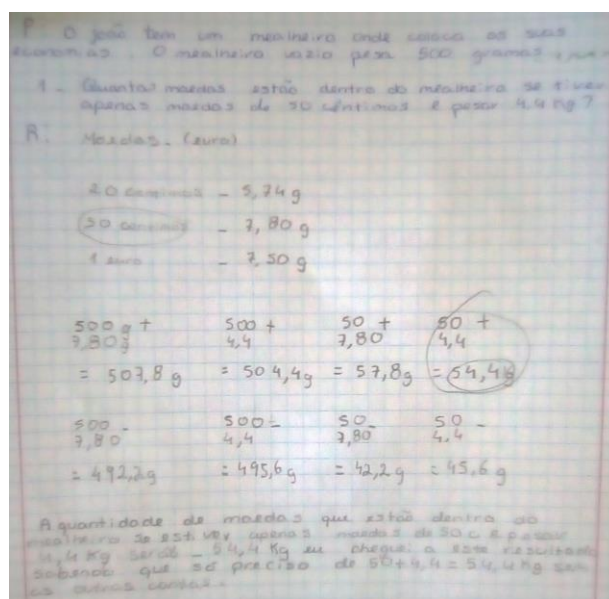 P O João tem um mealheiro onde coloca as suas
economias. O mealheiro vazio pesa 500 gramas
1 - Quantas moedas estão dentro do mealheiro se tiver
apenas moedas de 50 cêntimos e pesar 4,4 kg?
R: Moedas - (euro)
20 centimos - 5,74 g
50 centimos - 7,80 g
1 euro - 7,50 g
500 g + 500 + 50 + 50 +
7,80 g 4,4 7,80 4,4
= 507,8 g = 504,4 g = 57,8 g = 54,4 g
500 - 500 - 50 - 50 -
7,80 4,4 7,80 4,4
= 492,2 g = 495,6 g = 42,2 g = 45,6 g
A quantidade de moedas que estão dentro do
mealheiro se estiver apenas moedas de 50 c e pesar
4,4 Kg será - 54,4 Kg eu cheguei a este resultado
sabendo que só preciso de 50 + 4,4 = 54,4 Kg sem
as outras contas.